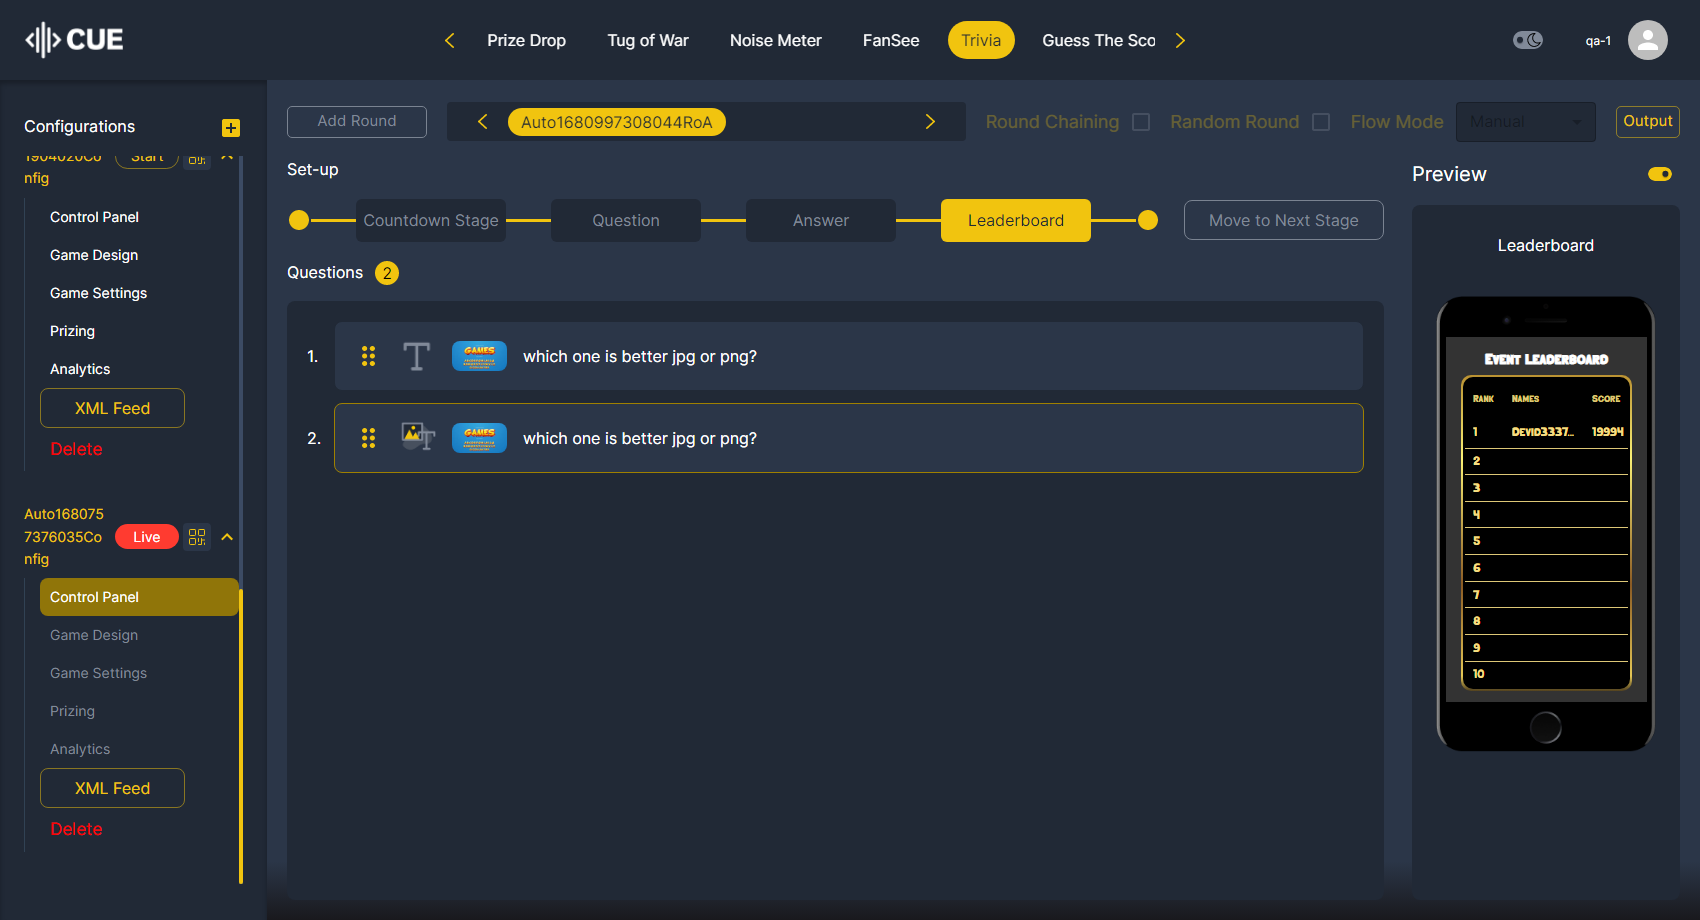 CUE
Prize Drop
Tug of War
Noise Meter
FanSee
Trivia
Guess The Sco
qa-1
Configurations
1904020Co
nfig
Start
Control Panel
Game Design
Game Settings
Prizing
Analytics
XML Feed
Delete
Auto168075
7376035Co
nfig
Live
Control Panel
Game Design
Game Settings
Prizing
Analytics
XML Feed
Delete
Add Round
Auto1680997308044RoA
Round Chaining
Random Round
Flow Mode
Manual
Output
Set-up
Countdown Stage
Question
Answer
Leaderboard
Move to Next Stage
Questions 2
1. GAMES which one is better jpg or png?
2. GAMES which one is better jpg or png?
Preview
Leaderboard
Event Leaderboard
Rank Names Score
1 Devid3337... 19994
2
3
4
5
6
7
8
9
10